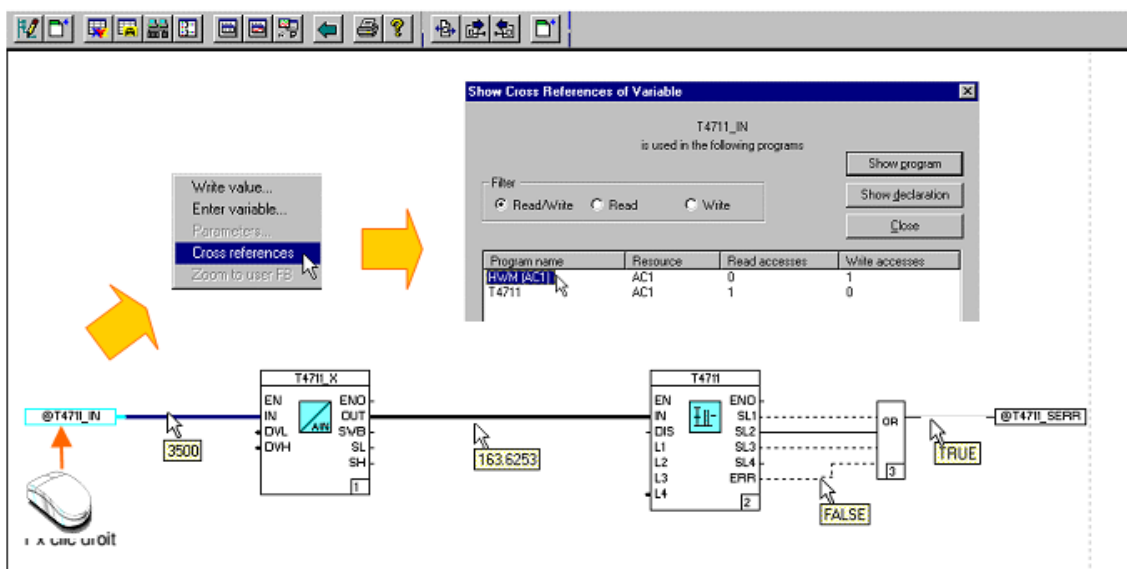 Show Cross References of Variable
T4711_IN
is used in the following programs
Show program
Show declaration
Close
Filter
Read/Write
Read
Write
Program name Resource Read accesses Write accesses
HWM (AC1) AC1 0 1
T4711 AC1 1 0
Write value...
Enter variable...
Parameters...
Cross references
Zoom to user FB
@T4711_IN
3500
T4711_X
EN ENO
IN OUT
DVL SWB
DVH SL
SH
AIN
1
163.6253
T4711
EN ENO
IN SL1
DIS SL2
L1 SL3
L2 SL4
L3 ERR
L4
2
OR
3
FALSE
TRUE
@T4711_SERR
x clic droit